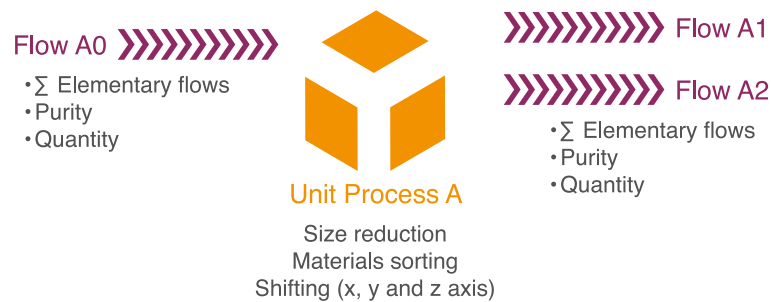 Flow A0
•∑ Elementary flows
•Purity
•Quantity
Unit Process A
Size reduction
Materials sorting
Shifting (x, y and z axis)
Flow A1
Flow A2
•∑ Elementary flows
•Purity
•Quantity